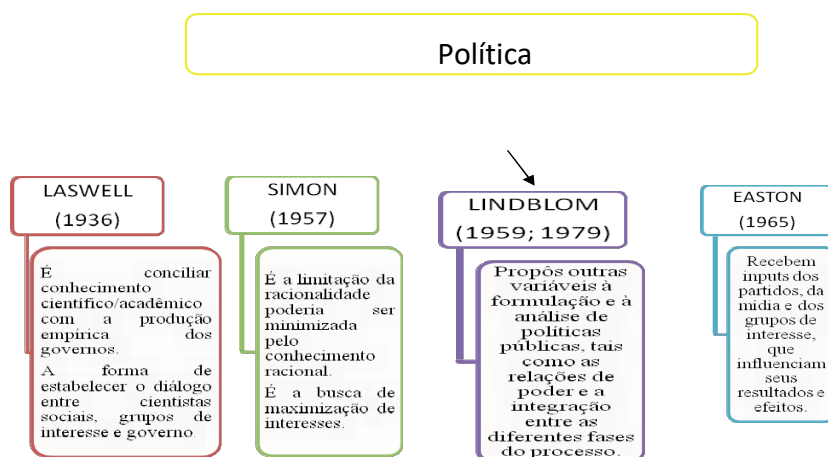 Política
LASWELL
(1936)
É conciliar
conhecimento
científico/acadêmico
com a produção
empírica dos
governos.
A forma de
estabelecer o diálogo
entre cientistas
sociais, grupos de
interesse e governo.
SIMON
(1957)
É a limitação da
racionalidade
poderia ser
minimizada
pelo
conhecimento
racional.
É a busca de
maximização de
interesses.
LINDBLOM
(1959; 1979)
Propôs outras
variáveis à
formulação e à
análise de
políticas
públicas, tais
como as
relações de
poder e a
integração
entre as
diferentes fases
do processo.
EASTON
(1965)
Recebem
inputs dos
partidos, da
mídia e dos
grupos de
interesse,
que
influenciam
seus
resultados e
efeitos.